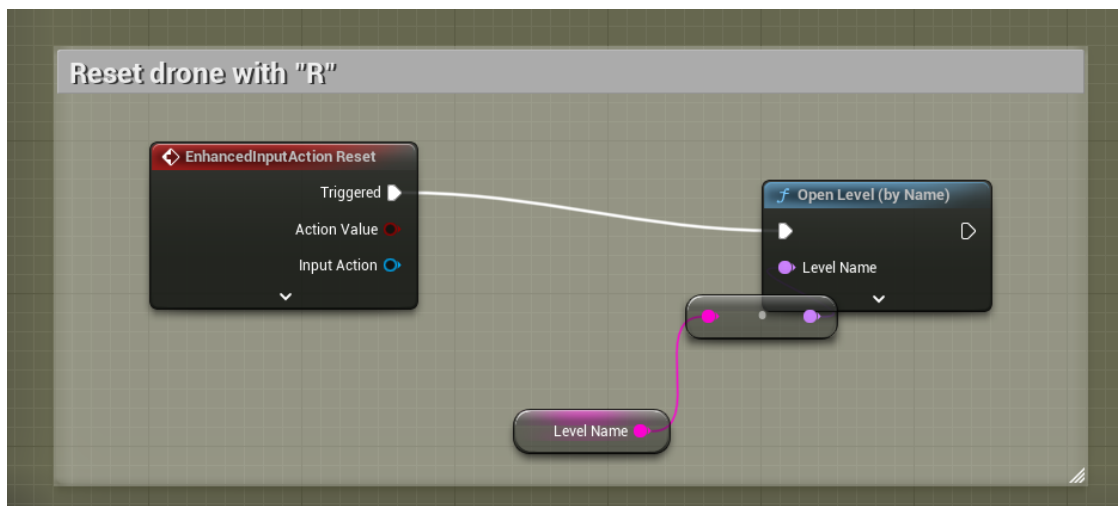 Reset drone with "R"
EnhancedInputAction Reset
Triggered
Action Value
Input Action
f Open Level (by Name)
Level Name
Level Name